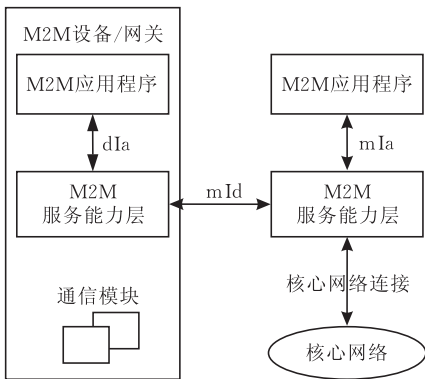 M2M设备/网关
M2M应用程序
M2M应用程序
dIa
mIa
M2M
服务能力层
mId
M2M
服务能力层
通信模块
核心网络连接
核心网络